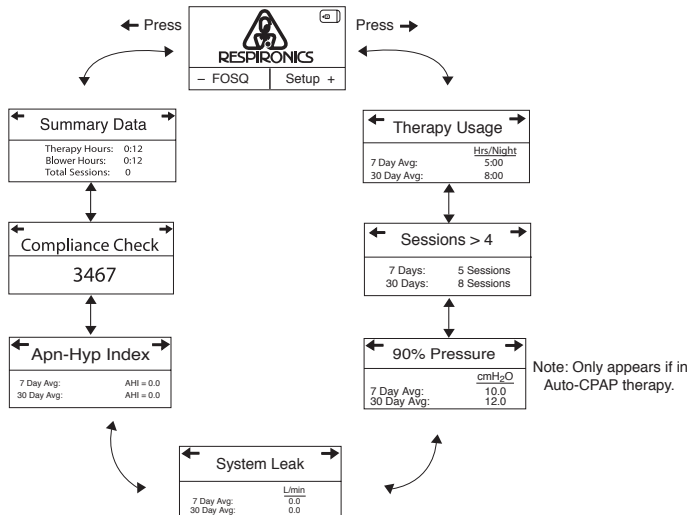 ← Press
Press →
RESPIRONICS
– FOSQ
Setup +
← Summary Data →
Therapy Hours: 0:12
Blower Hours: 0:12
Total Sessions: 0
← Therapy Usage →
Hrs/Night
7 Day Avg: 5:00
30 Day Avg: 8:00
← Compliance Check →
3467
← Sessions > 4 →
7 Days: 5 Sessions
30 Days: 8 Sessions
← Apn-Hyp Index →
7 Day Avg: AHI = 0.0
30 Day Avg: AHI = 0.0
← 90% Pressure →
cmH₂O
7 Day Avg: 10.0
30 Day Avg: 12.0
Note: Only appears if in
Auto-CPAP therapy.
← System Leak →
L/min
7 Day Avg: 0.0
30 Day Avg: 0.0